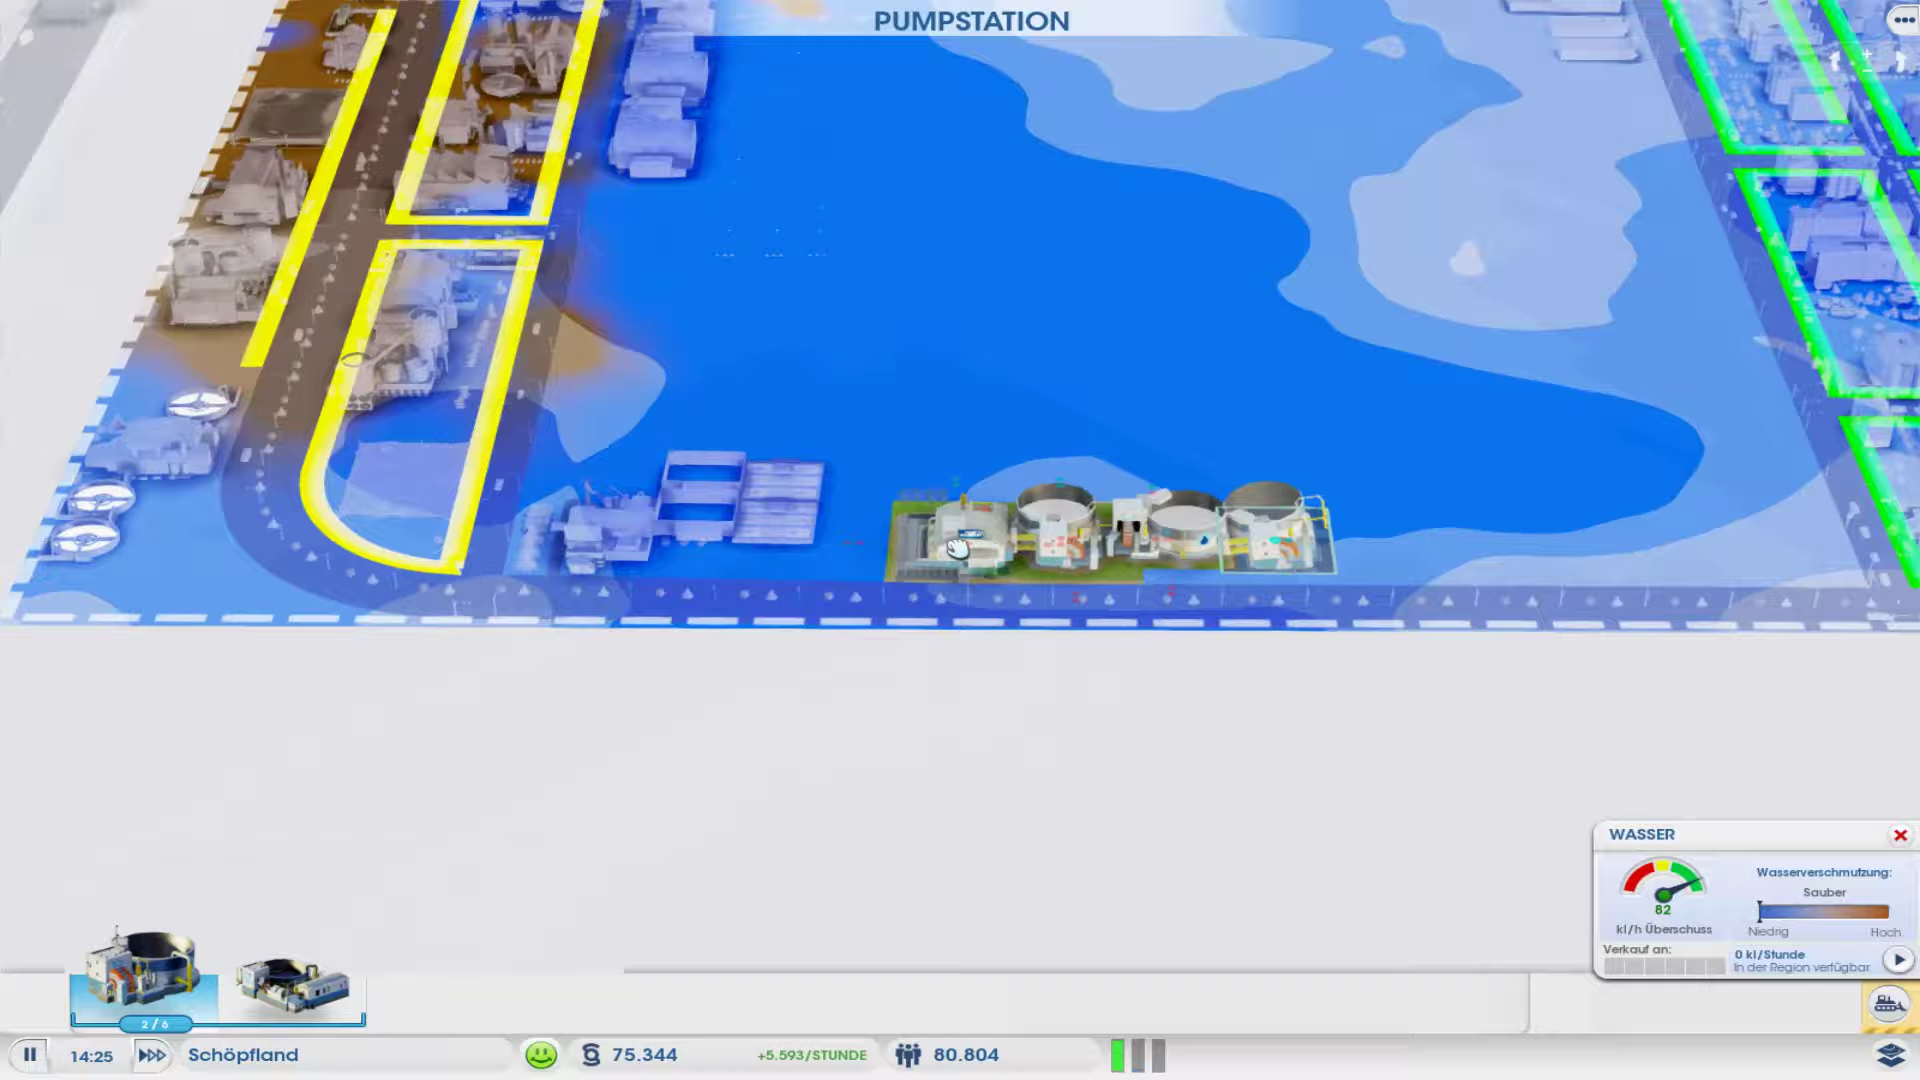 PUMPSTATION
WASSER
Wasserverschmutzung:
Sauber
82
kl/h Überschuss
Niedrig
Hoch
Verkauf an:
0 kl/Stunde
In der Region verfügbar
2 / 6
14:25
Schöpfland
75.344
+5.593/STUNDE
80.804